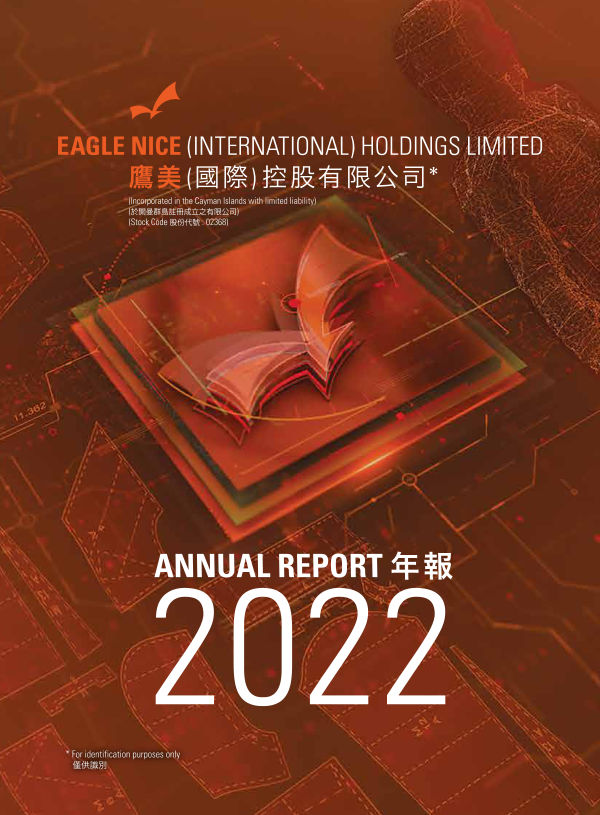 EAGLE NICE (INTERNATIONAL) HOLDINGS LIMITED
鷹美(國際)控股有限公司*
(Incorporated in the Cayman Islands with limited liability)
(於開曼群島註冊成立之有限公司)
(Stock Code 股份代號 : 02368)
11.362
ANNUAL REPORT 年報
2022
* For identification purposes only
僅供識別